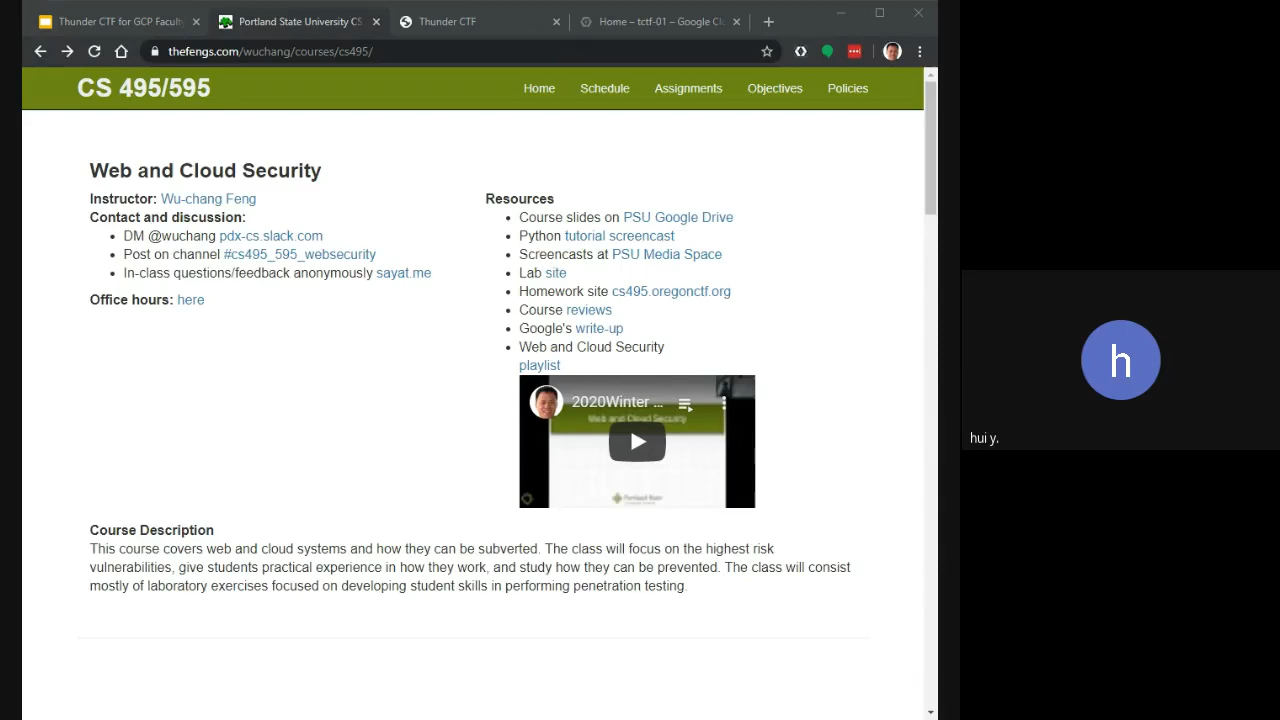 Thunder CTF for GCP Facult
Portland State University CS
Thunder CTF
Home – tctf-01 – Google Cl
thefengs.com/wuchang/courses/cs495/
CS 495/595
Home
Schedule
Assignments
Objectives
Policies
Web and Cloud Security
Instructor: Wu-chang Feng
Contact and discussion:
DM @wuchang pdx-cs.slack.com
Post on channel #cs495_595_websecurity
In-class questions/feedback anonymously sayat.me
Office hours: here
Resources
Course slides on PSU Google Drive
Python tutorial screencast
Screencasts at PSU Media Space
Lab site
Homework site cs495.oregonctf.org
Course reviews
Google's write-up
Web and Cloud Security
playlist
2020Winter ...
Web and Cloud Security
Portland State
Course Description
This course covers web and cloud systems and how they can be subverted. The class will focus on the highest risk
vulnerabilities, give students practical experience in how they work, and study how they can be prevented. The class will consist
mostly of laboratory exercises focused on developing student skills in performing penetration testing.
h
hui y.